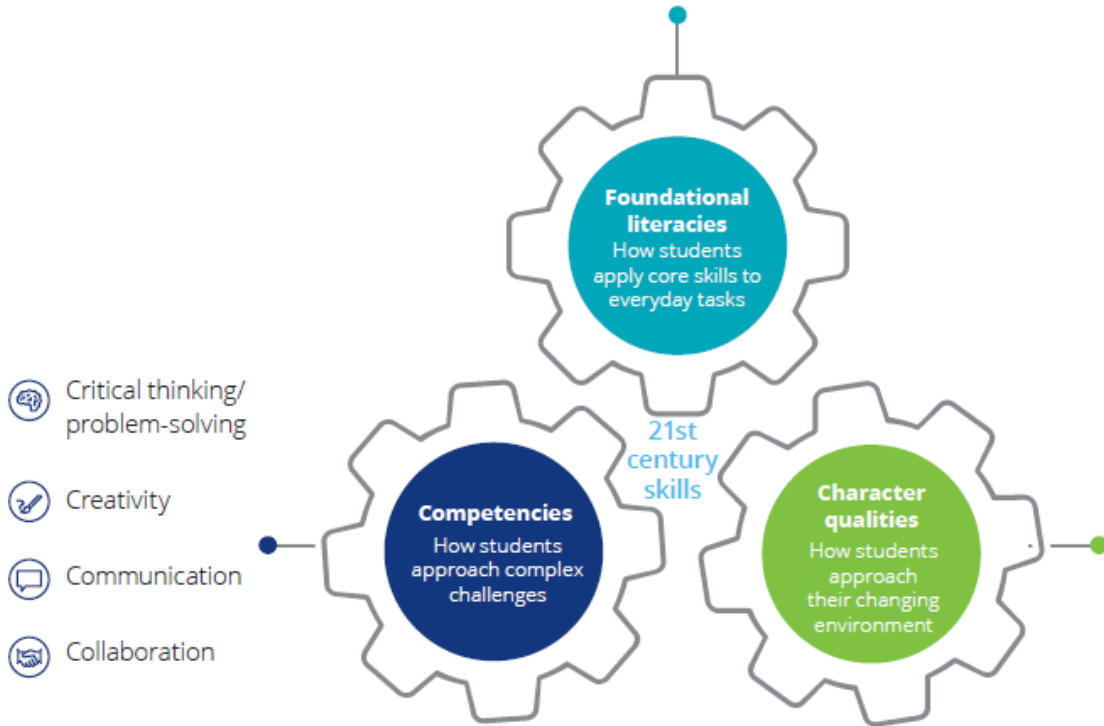 Foundational
literacies
How students
apply core skills to
everyday tasks
Critical thinking/
problem-solving
Creativity
Communication
Collaboration
21st
century
skills
Competencies
How students
approach complex
challenges
Character
qualities
How students
approach
their changing
environment